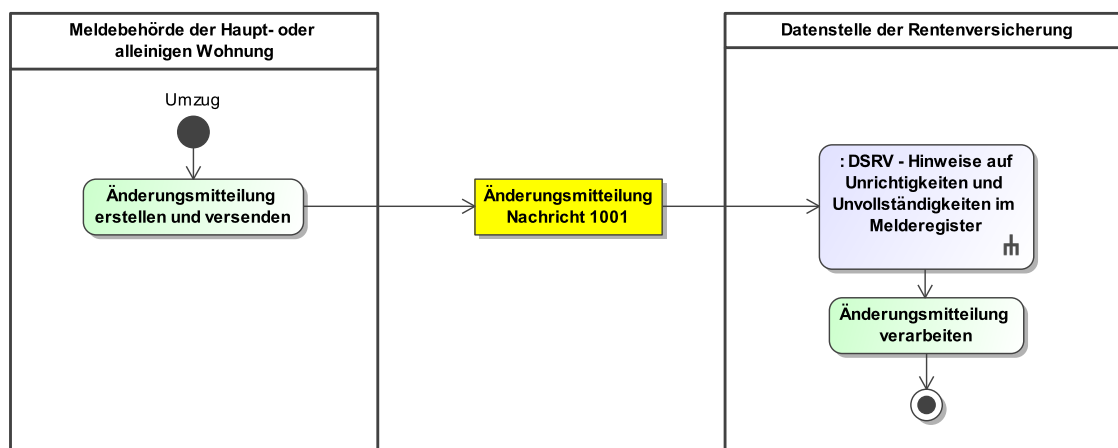 Meldebehörde der Haupt- oder
alleinigen Wohnung
Umzug
Änderungsmitteilung
erstellen und versenden
Änderungsmitteilung
Nachricht 1001
Datenstelle der Rentenversicherung
: DSRV - Hinweise auf
Unrichtigkeiten und
Unvollständigkeiten im
Melderegister
Änderungsmitteilung
verarbeiten